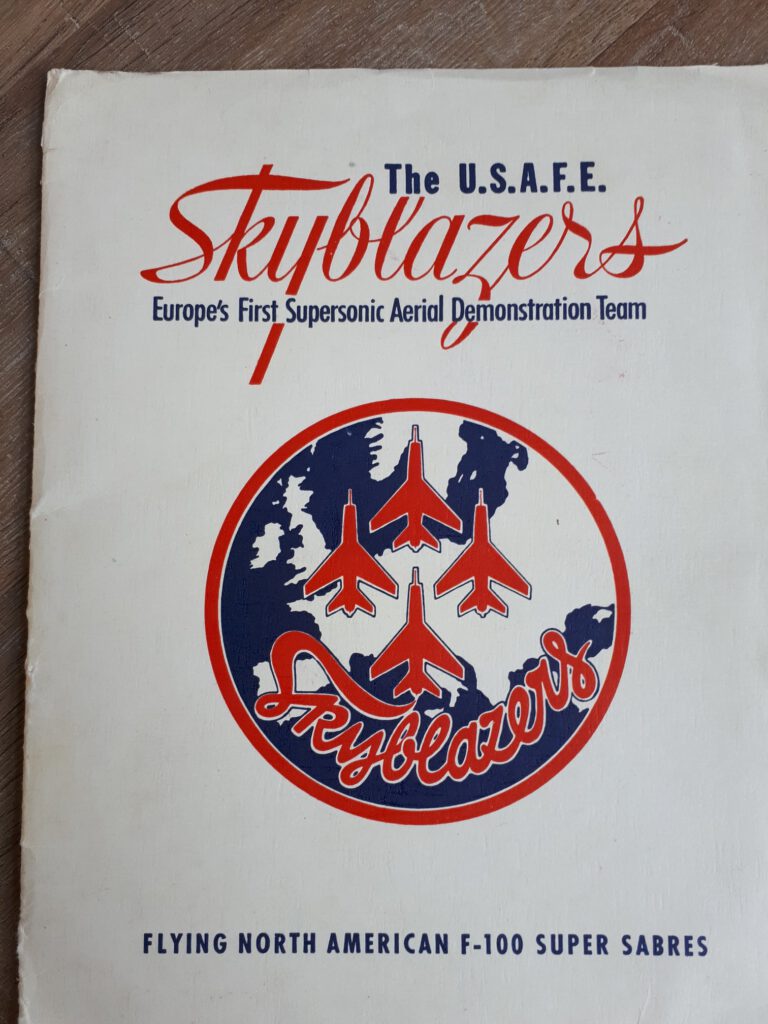 The U.S.A.F.E.
Skyblazers
Europe's First Supersonic Aerial Demonstration Team
Skyblazers
FLYING NORTH AMERICAN F-100 SUPER SABRES